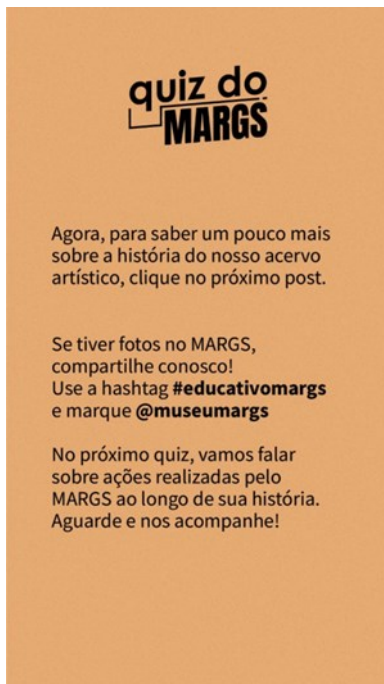 quiz do
MARGS
Agora, para saber um pouco mais
sobre a história do nosso acervo
artístico, clique no próximo post.
Se tiver fotos no MARGS,
compartilhe conosco!
Use a hashtag #educativomargs
e marque @museumargs
No próximo quiz, vamos falar
sobre ações realizadas pelo
MARGS ao longo de sua história.
Aguarde e nos acompanhe!